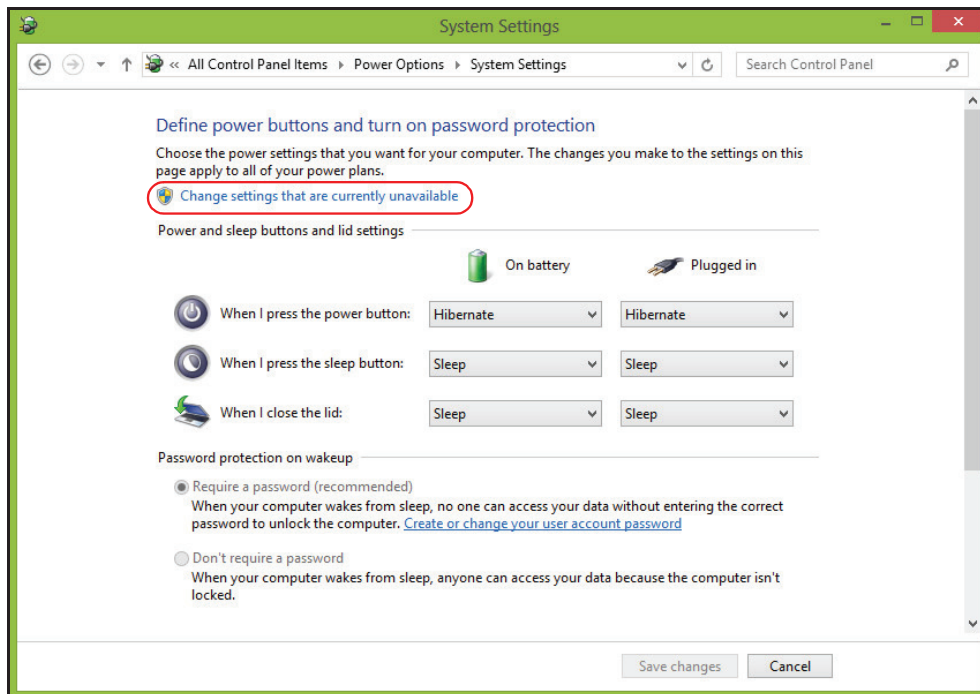 System Settings
« All Control Panel Items Power Options System Settings
Search Control Panel
Define power buttons and turn on password protection
Choose the power settings that you want for your computer. The changes you make to the settings on this
page apply to all of your power plans.
Change settings that are currently unavailable
Power and sleep buttons and lid settings
On battery Plugged in
When I press the power button: Hibernate Hibernate
When I press the sleep button: Sleep Sleep
When I close the lid: Sleep Sleep
Password protection on wakeup
Require a password (recommended)
When your computer wakes from sleep, no one can access your data without entering the correct
password to unlock the computer. Create or change your user account password
Don't require a password
When your computer wakes from sleep, anyone can access your data because the computer isn't
locked.
Save changes Cancel